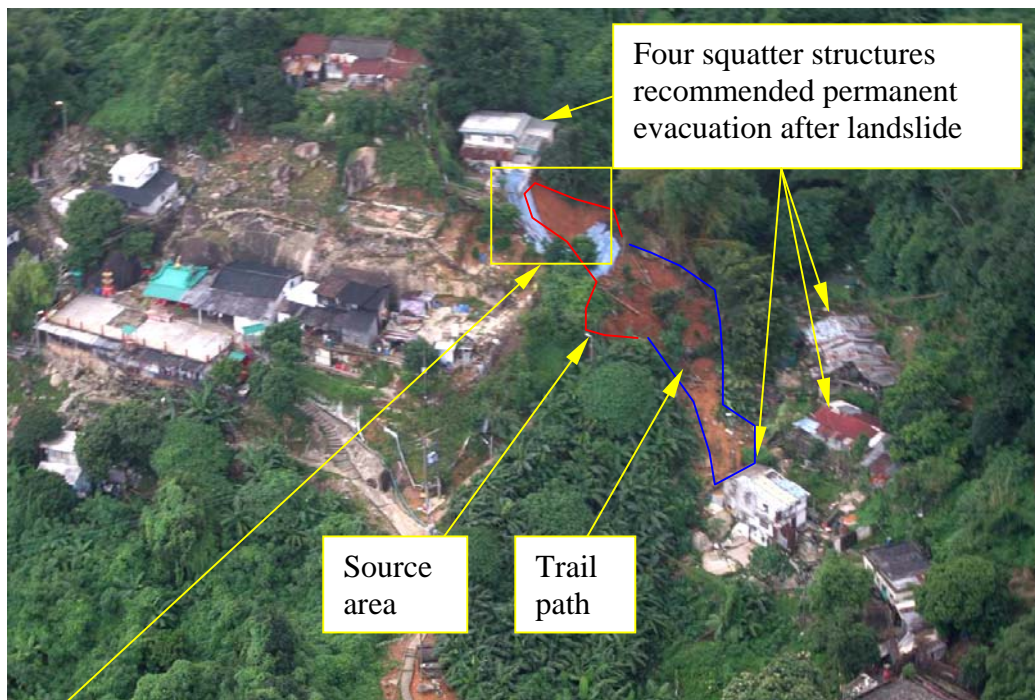 Four squatter structures
recommended permanent
evacuation after landslide
Source
area
Trail
path